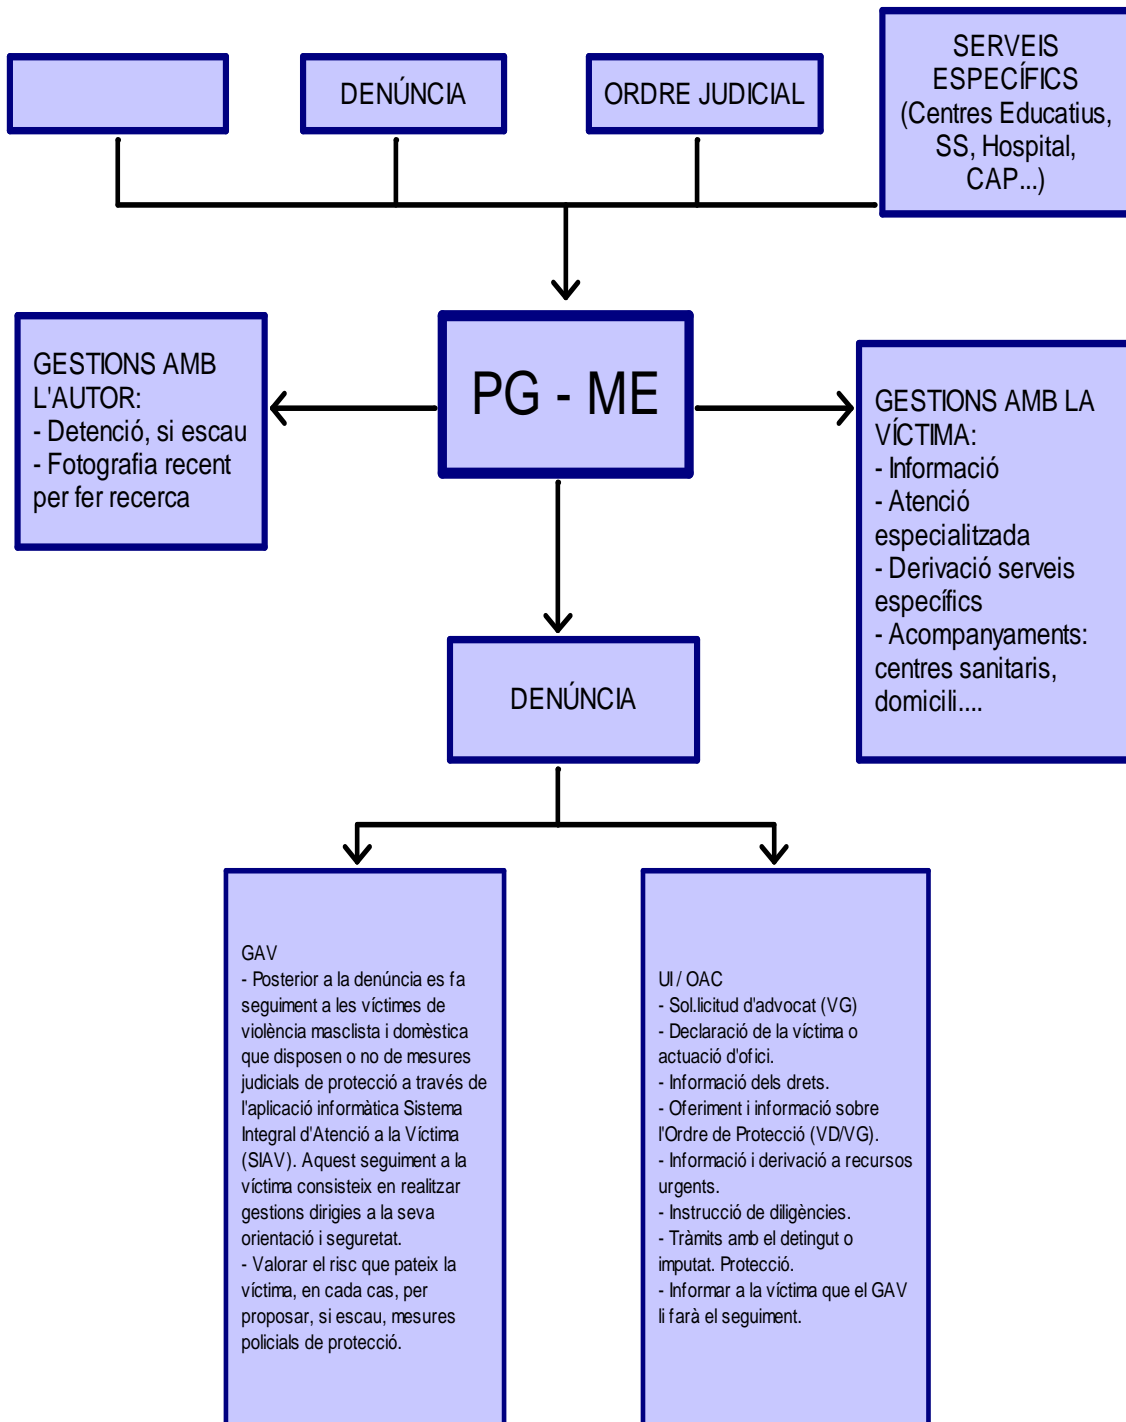 DENÚNCIA
ORDRE JUDICIAL
SERVEIS
ESPECÍFICS
(Centres Educatius,
SS, Hospital,
CAP...)
GESTIONS AMB
L'AUTOR:
- Detenció, si escau
- Fotografia recent
per fer recerca
PG - ME
GESTIONS AMB LA
VÍCTIMA:
- Informació
- Atenció
especialitzada
- Derivació serveis
específics
- Acompanyaments:
centres sanitaris,
domicili....
DENÚNCIA
GAV
- Posterior a la denúncia es fa
seguiment a les víctimes de
violència masclista i domèstica
que disposen o no de mesures
judicials de protecció a través de
l'aplicació informàtica Sistema
Integral d'Atenció a la Víctima
(SIAV). Aquest seguiment a la
víctima consisteix en realitzar
gestions dirigies a la seva
orientació i seguretat.
- Valorar el risc que pateix la
víctima, en cada cas, per
proposar, si escau, mesures
policials de protecció.
UI / OAC
- Sol.licitud d'advocat (VG)
- Declaració de la víctima o
actuació d'ofici.
- Informació dels drets.
- Oferiment i informació sobre
l'Ordre de Protecció (VD/VG).
- Informació i derivació a recursos
urgents.
- Instrucció de diligències.
- Tràmits amb el detingut o
imputat. Protecció.
- Informar a la víctima que el GAV
li farà el seguiment.